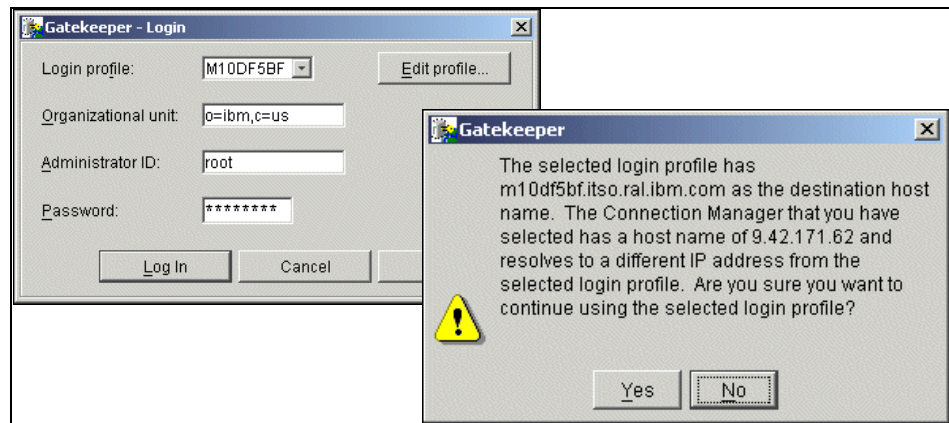 Gatekeeper - Login
Login profile:
M10DF5BF
Edit profile...
Organizational unit:
o=ibm,c=us
Administrator ID:
root
Password:
********
Log In
Cancel
Gatekeeper
The selected login profile has
m10df5bf.itso.ral.ibm.com as the destination host
name. The Connection Manager that you have
selected has a host name of 9.42.171.62 and
resolves to a different IP address from the
selected login profile. Are you sure you want to
continue using the selected login profile?
Yes
No